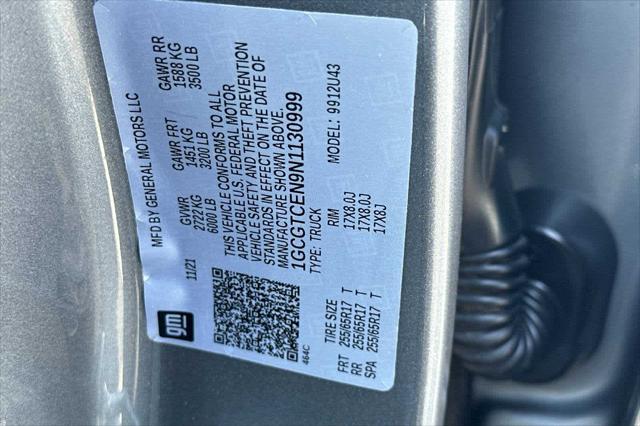 gm
MFD BY GENERAL MOTORS LLC
11/21
GVWR GAWR FRT GAWR RR
2722 KG 1451 KG 1588 KG
6000 LB 3200 LB 3500 LB
THIS VEHICLE CONFORMS TO ALL
APPLICABLE U.S. FEDERAL MOTOR
VEHICLE SAFETY AND THEFT PREVENTION
STANDARDS IN EFFECT ON THE DATE OF
MANUFACTURE SHOWN ABOVE.
1GCGTCEN9N1130999
TYPE: TRUCK MODEL: 9912U43
464C
TIRE SIZE RIM
FRT 255/65R17 T 17X8.0J
RR 255/65R17 T 17X8.0J
SPA 255/65R17 T 17X8J